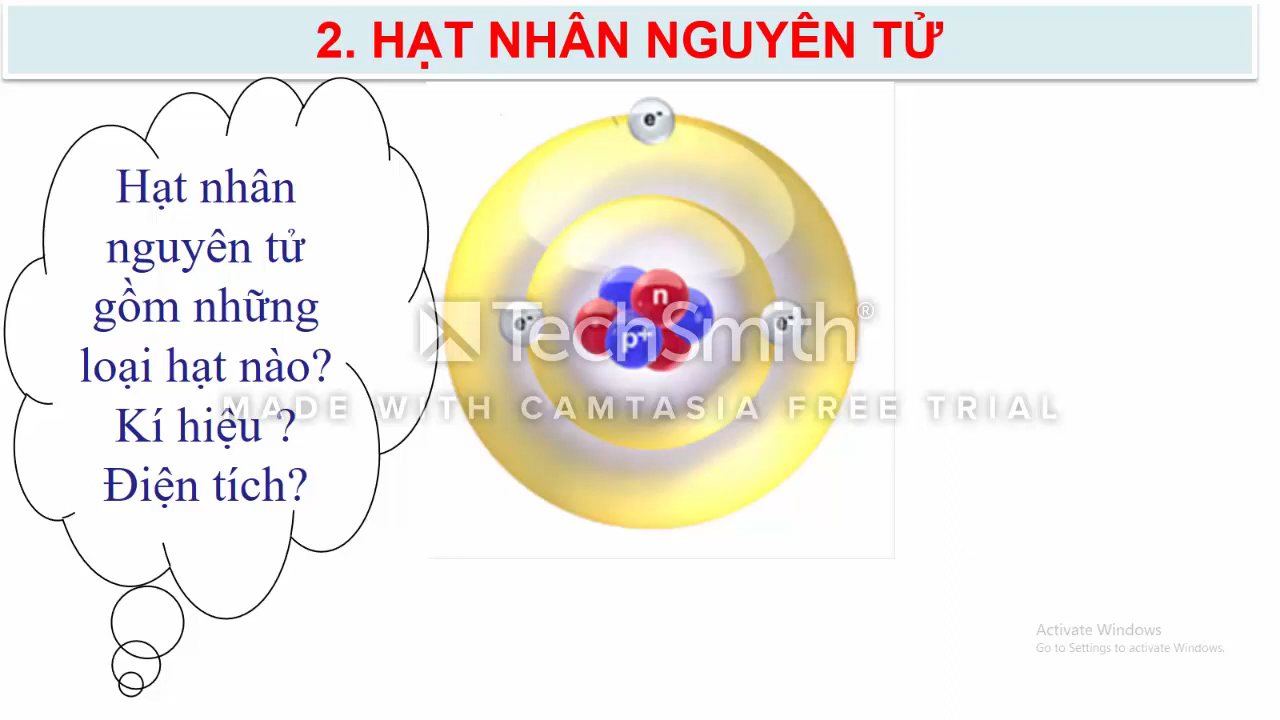 2. HẠT NHÂN NGUYÊN TỬ
Hạt nhân
nguyên tử
gồm những
loại hạt nào?
Kí hiệu ?
Điện tích?
e-
n
e-
e-
p+
TechSmith®
MADE WITH CAMTASIA FREE TRIAL
Activate Windows
Go to Settings to activate Windows.